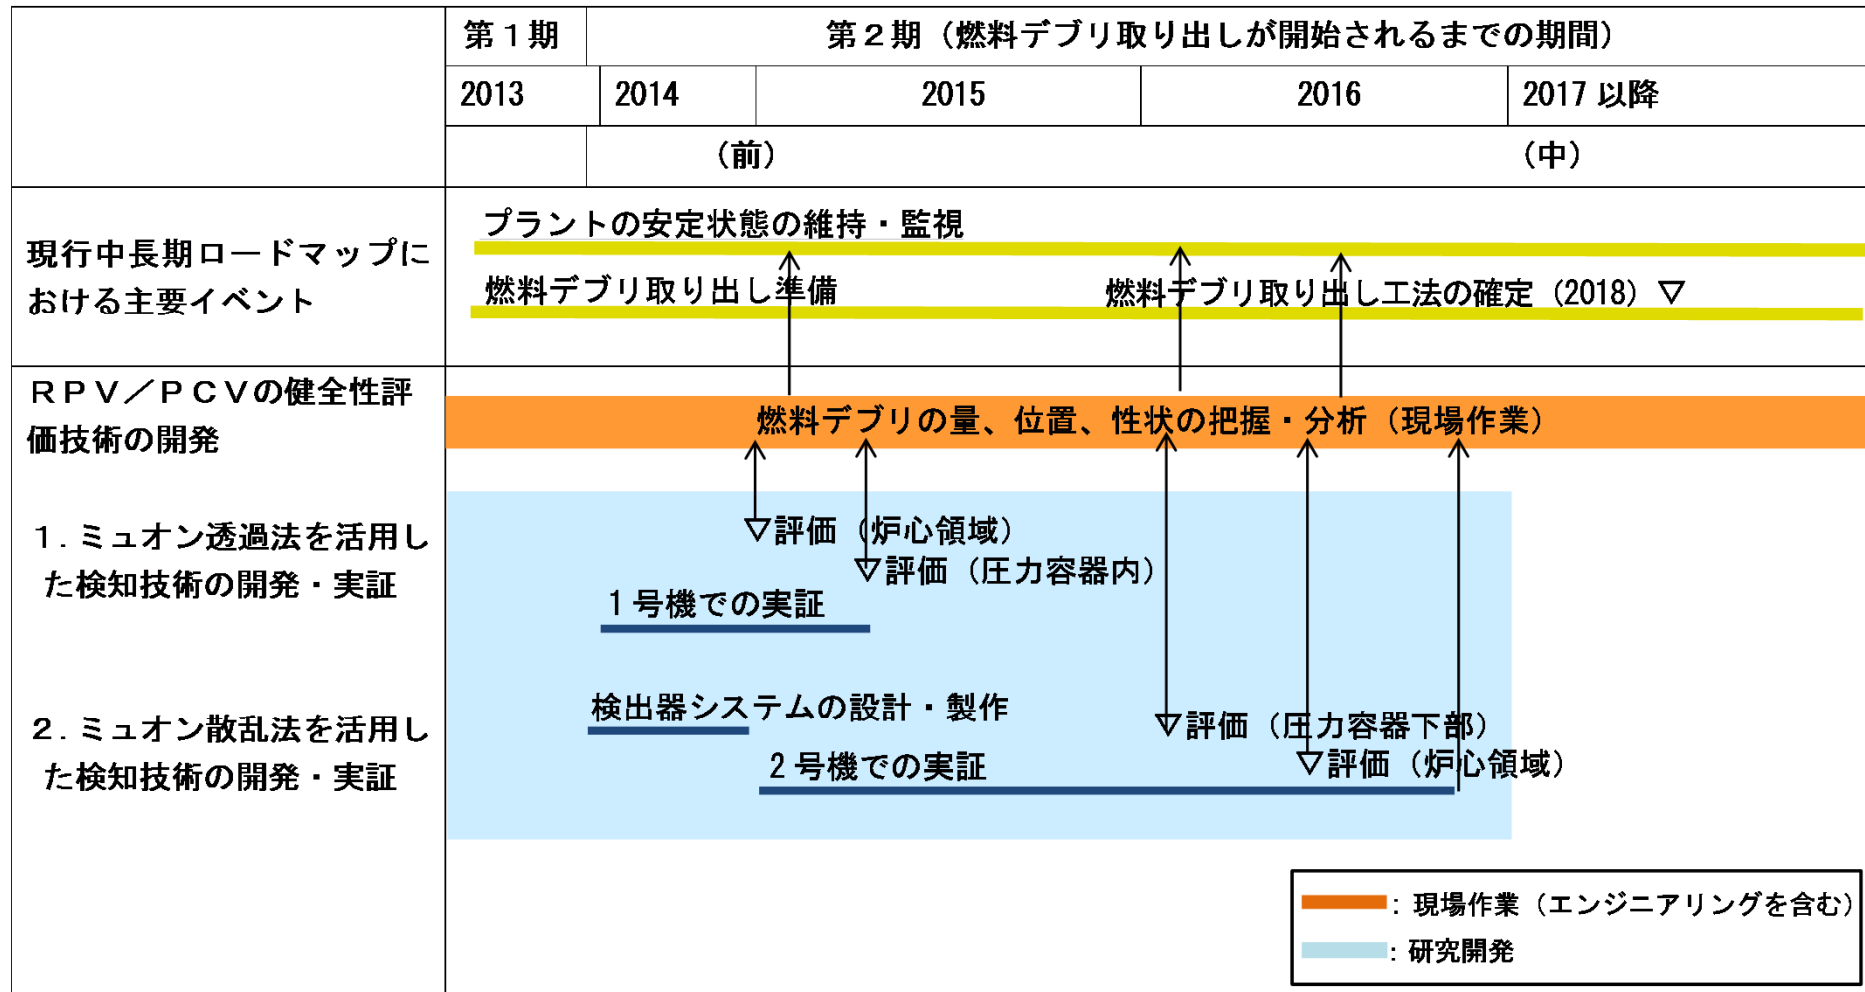 第１期
第２期（燃料デブリ取り出しが開始されるまでの期間）
2013
2014
2015
2016
2017 以降
（前）
（中）
現行中長期ロードマップに
おける主要イベント
プラントの安定状態の維持・監視
燃料デブリ取り出し準備
燃料デブリ取り出し工法の確定（2018）▽
ＲＰＶ／ＰＣＶの健全性評
価技術の開発
燃料デブリの量、位置、性状の把握・分析（現場作業）
１．ミュオン透過法を活用し
た検知技術の開発・実証
▽評価（炉心領域）
▽評価（圧力容器内）
１号機での実証
２．ミュオン散乱法を活用し
た検知技術の開発・実証
検出器システムの設計・製作
▽評価（圧力容器下部）
２号機での実証
▽評価（炉心領域）
：現場作業（エンジニアリングを含む）
：研究開発